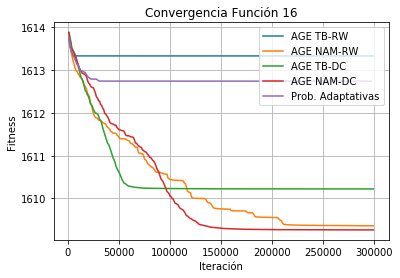 Convergencia Función 16
1614
1613
1612
1611
1610
Fitness
AGE TB-RW
AGE NAM-RW
AGE TB-DC
AGE NAM-DC
Prob. Adaptativas
0 50000 100000 150000 200000 250000 300000
Iteración